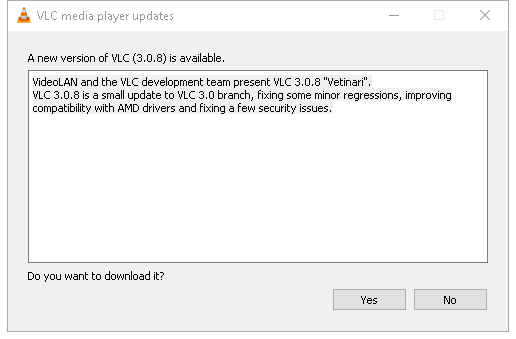 VLC media player updates
A new version of VLC (3.0.8) is available.
VideoLAN and the VLC development team present VLC 3.0.8 "Vetinari".
VLC 3.0.8 is a small update to VLC 3.0 branch, fixing some minor regressions, improving
compatibility with AMD drivers and fixing a few security issues.
Do you want to download it?
Yes No